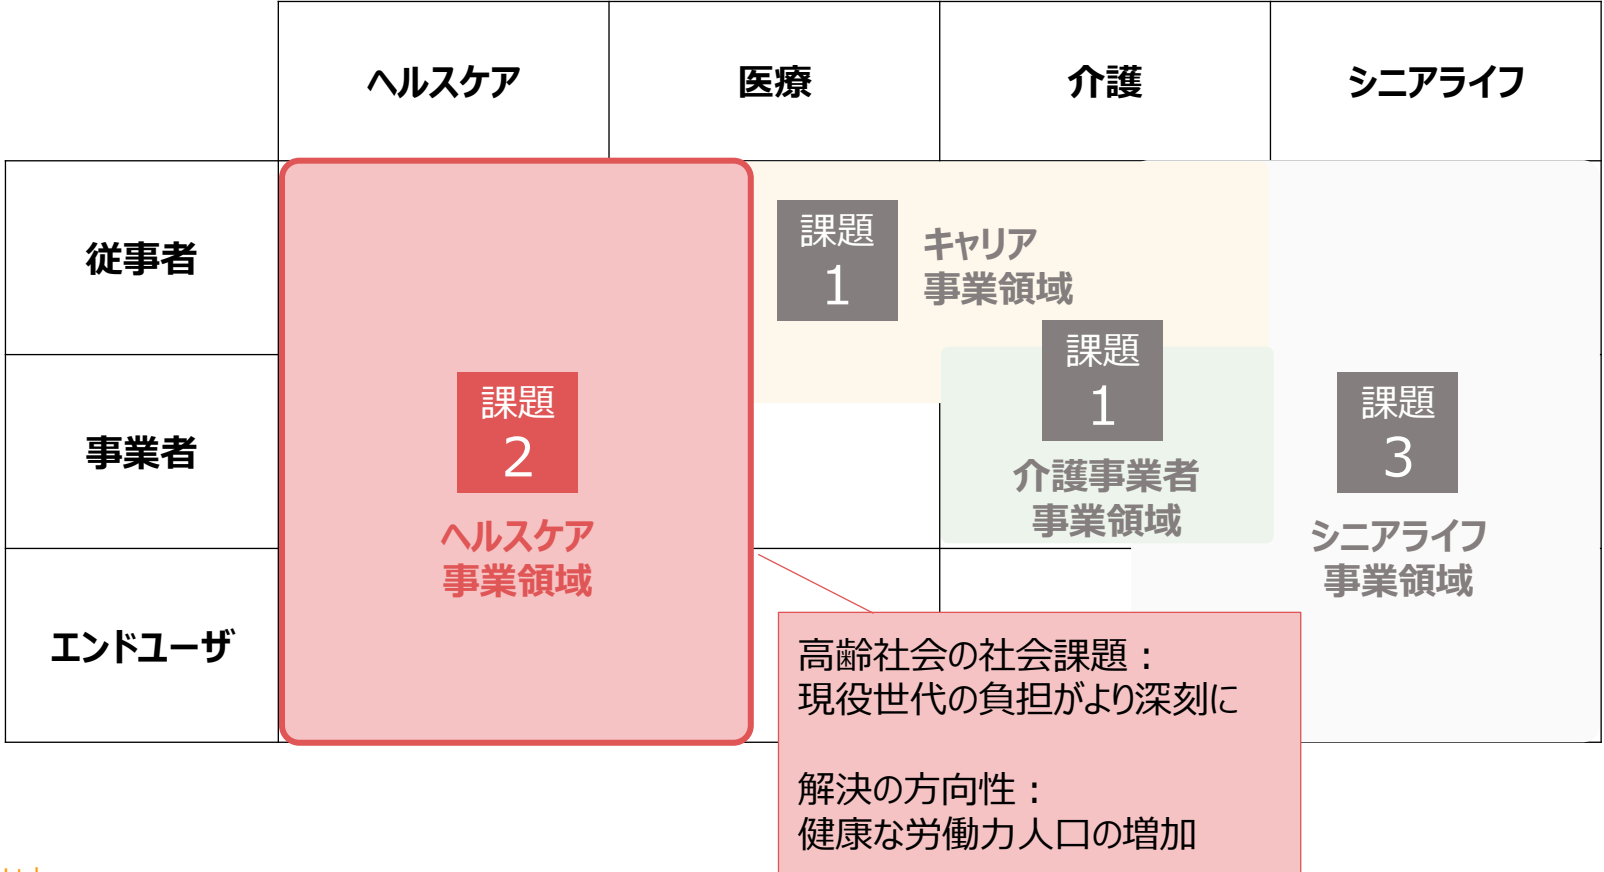 ヘルスケア
医療
介護
シニアライフ
従事者
課題
1
キャリア
事業領域
事業者
課題
2
ヘルスケア
事業領域
課題
1
介護事業者
事業領域
課題
3
シニアライフ
事業領域
エンドユーザ
高齢社会の社会課題：
現役世代の負担がより深刻に
解決の方向性：
健康な労働力人口の増加